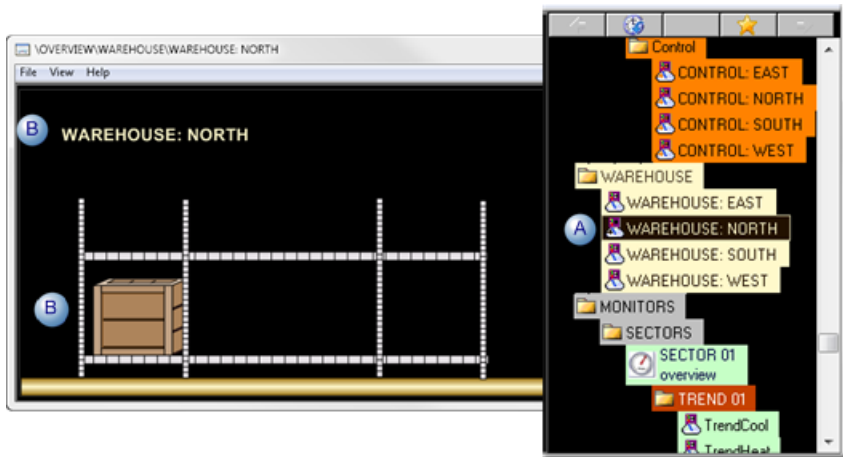 \OVERVIEW\WAREHOUSE\WAREHOUSE: NORTH
File View Help
B WAREHOUSE: NORTH
B
Control
CONTROL: EAST
CONTROL: NORTH
CONTROL: SOUTH
CONTROL: WEST
WAREHOUSE
WAREHOUSE: EAST
A WAREHOUSE: NORTH
WAREHOUSE: SOUTH
WAREHOUSE: WEST
MONITORS
SECTORS
SECTOR 01
overview
TREND 01
TrendCool
TrendHeat